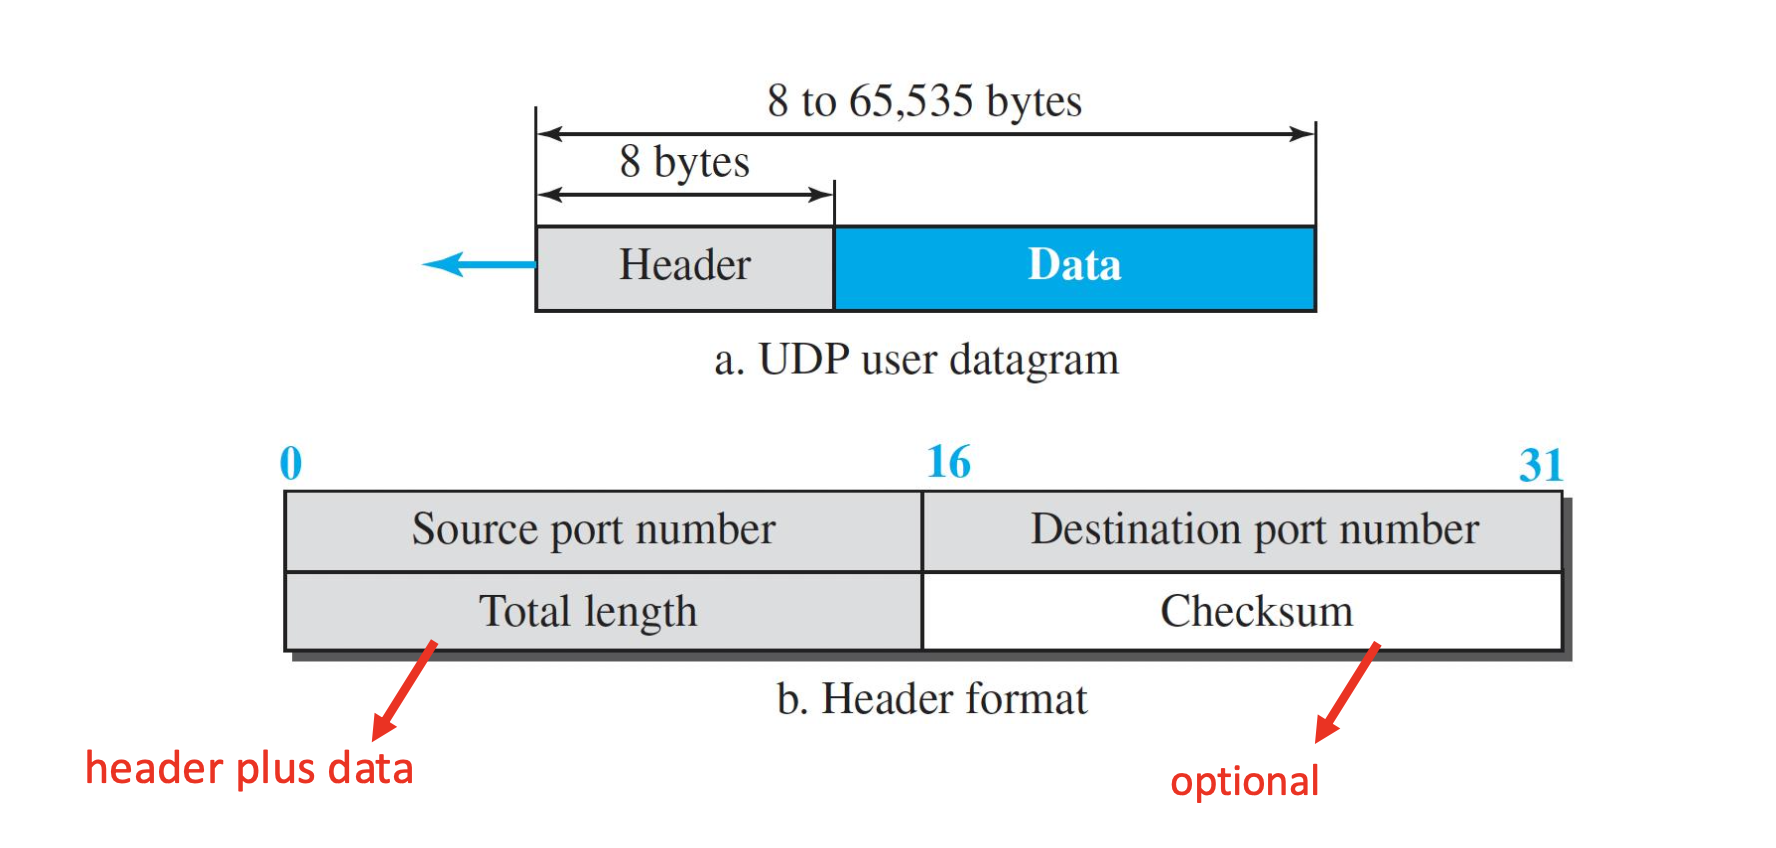 8 to 65,535 bytes
8 bytes
Header
Data
a. UDP user datagram
0
16
31
Source port number
Destination port number
Total length
Checksum
b. Header format
header plus data
optional